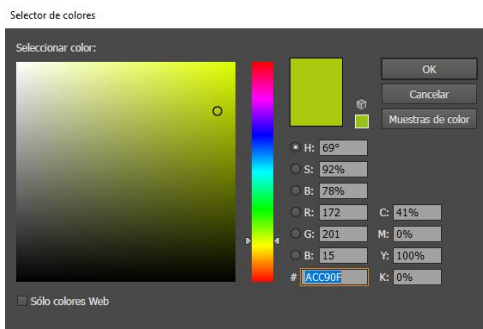 Selector de colores
Seleccionar color:
OK
Cancelar
Muestras de color
H: 69°
S: 92%
B: 78%
R: 172 C: 41%
G: 201 M: 0%
B: 15 Y: 100%
# ACC90F K: 0%
Sólo colores Web